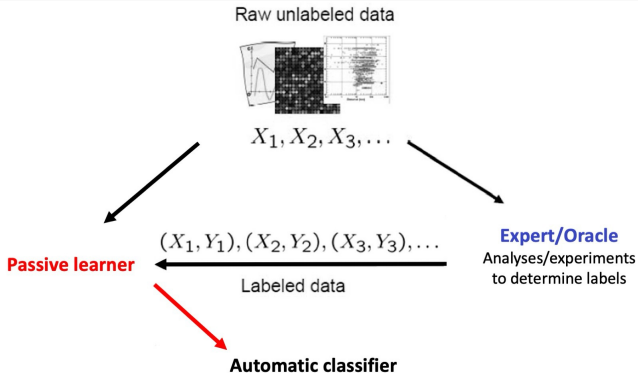 Raw unlabeled data
X₁, X₂, X₃, . . .
(X₁, Y₁), (X₂, Y₂), (X₃, Y₃), . . .
Expert/Oracle
Analyses/experiments
to determine labels
Passive learner
Labeled data
Automatic classifier